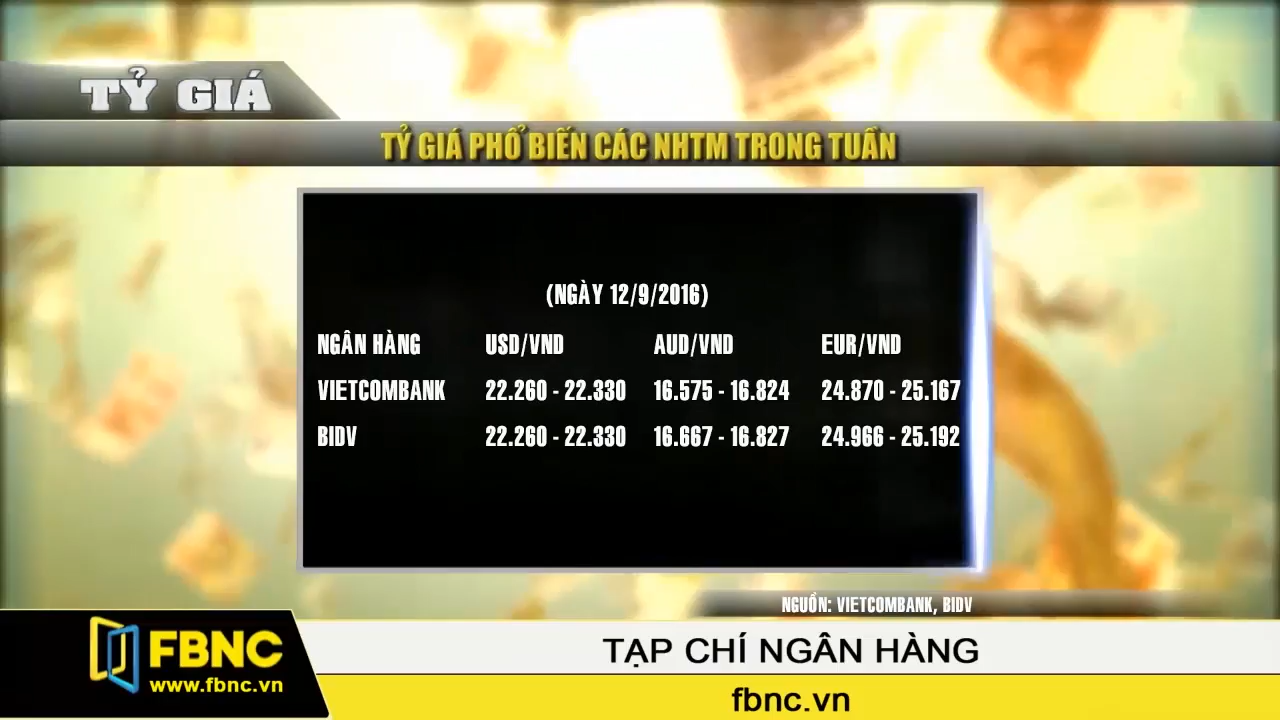 TỶ GIÁ
TỶ GIÁ PHỔ BIẾN CÁC NHTM TRONG TUẦN
(NGÀY 12/9/2016)
NGÂN HÀNG USD/VND AUD/VND EUR/VND
VIETCOMBANK 22.260 - 22.330 16.575 - 16.824 24.870 - 25.167
BIDV 22.260 - 22.330 16.667 - 16.827 24.966 - 25.192
NGUỒN: VIETCOMBANK, BIDV
FBNC
www.fbnc.vn
TẠP CHÍ NGÂN HÀNG
fbnc.vn